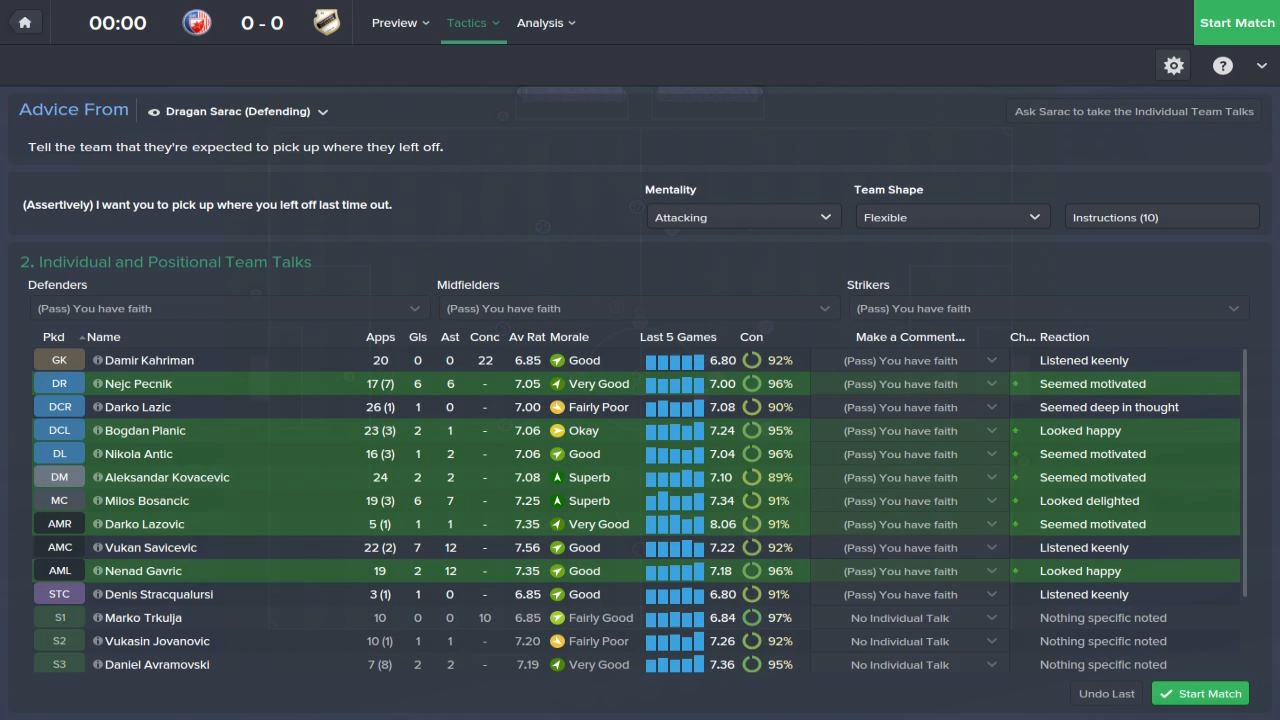 00:00 0 - 0 Preview Tactics Analysis Start Match
?
Advice From Dragan Sarac (Defending) Ask Sarac to take the Individual Team Talks
Tell the team that they're expected to pick up where they left off.
Mentality Team Shape
(Assertively) I want you to pick up where you left off last time out.
Attacking Flexible Instructions (10)
2. Individual and Positional Team Talks
Defenders Midfielders Strikers
(Pass) You have faith (Pass) You have faith (Pass) You have faith
Pkd Name Apps Gls Ast Conc Av Rat Morale Last 5 Games Con Make a Comment... Ch... Reaction
GK Damir Kahriman 20 0 0 22 6.85 Good 6.80 92% (Pass) You have faith Listened keenly
DR Nejc Pecnik 17 (7) 6 6 - 7.05 Very Good 7.00 96% (Pass) You have faith Seemed motivated
DCR Darko Lazic 26 (1) 1 0 - 7.00 Fairly Poor 7.08 90% (Pass) You have faith Seemed deep in thought
DCL Bogdan Planic 23 (3) 2 1 - 7.06 Okay 7.24 95% (Pass) You have faith Looked happy
DL Nikola Antic 16 (3) 1 2 - 7.06 Good 7.04 96% (Pass) You have faith Seemed motivated
DM Aleksandar Kovacevic 24 2 2 - 7.08 Superb 7.10 89% (Pass) You have faith Seemed motivated
MC Milos Bosancic 19 (3) 6 7 - 7.25 Superb 7.34 91% (Pass) You have faith Looked delighted
AMR Darko Lazovic 5 (1) 1 1 - 7.35 Very Good 8.06 91% (Pass) You have faith Seemed motivated
AMC Vukan Savicevic 22 (2) 7 12 - 7.56 Good 7.22 92% (Pass) You have faith Listened keenly
AML Nenad Gavric 19 2 12 - 7.35 Good 7.18 96% (Pass) You have faith Looked happy
STC Denis Stracqualursi 3 (1) 1 0 - 6.85 Good 6.80 91% (Pass) You have faith Listened keenly
S1 Marko Trkulja 10 0 0 10 6.85 Fairly Good 6.84 97% No Individual Talk Nothing specific noted
S2 Vukasin Jovanovic 10 (1) 1 1 - 7.20 Fairly Poor 7.26 92% No Individual Talk Nothing specific noted
S3 Daniel Avramovski 7 (8) 2 2 - 7.19 Very Good 7.36 95% No Individual Talk Nothing specific noted
Undo Last Start Match